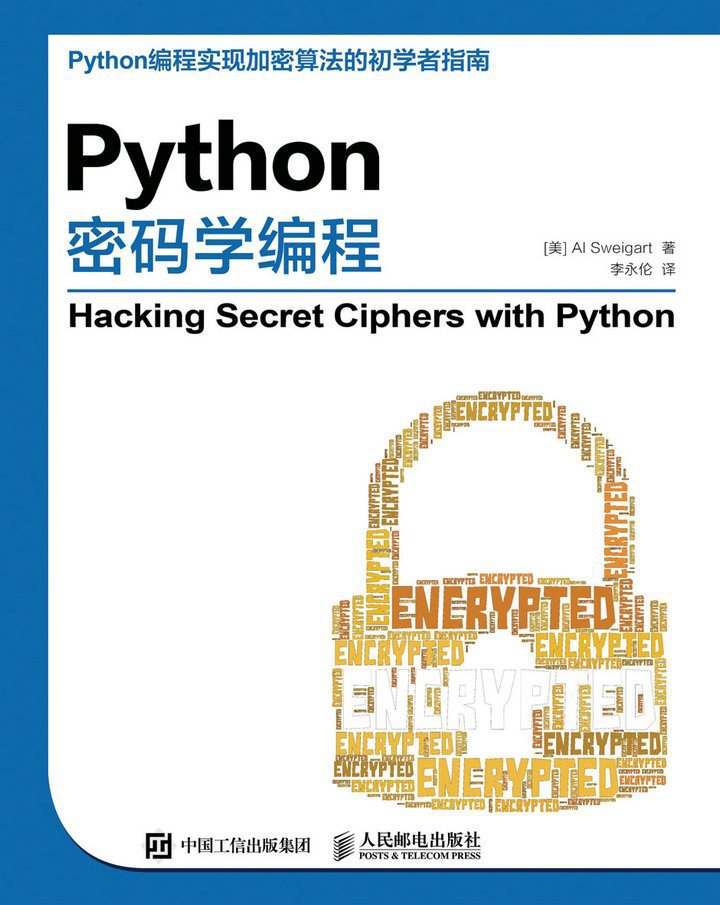 Python编程实现加密算法的初学者指南
Python
密码学编程
[美] Al Sweigart 著
李永伦 译
Hacking Secret Ciphers with Python
ENCRYPTED
ENCRYPTED
ENCRYPTED
ENCRYPTED
ENCRYPTED
ENCRYPTED
ENCRYPTED
ENCRYPTED
ENCRYPTED
ENCRYPTED
ENCRYPTED
中国工信出版集团
人民邮电出版社
POSTS & TELECOM PRESS